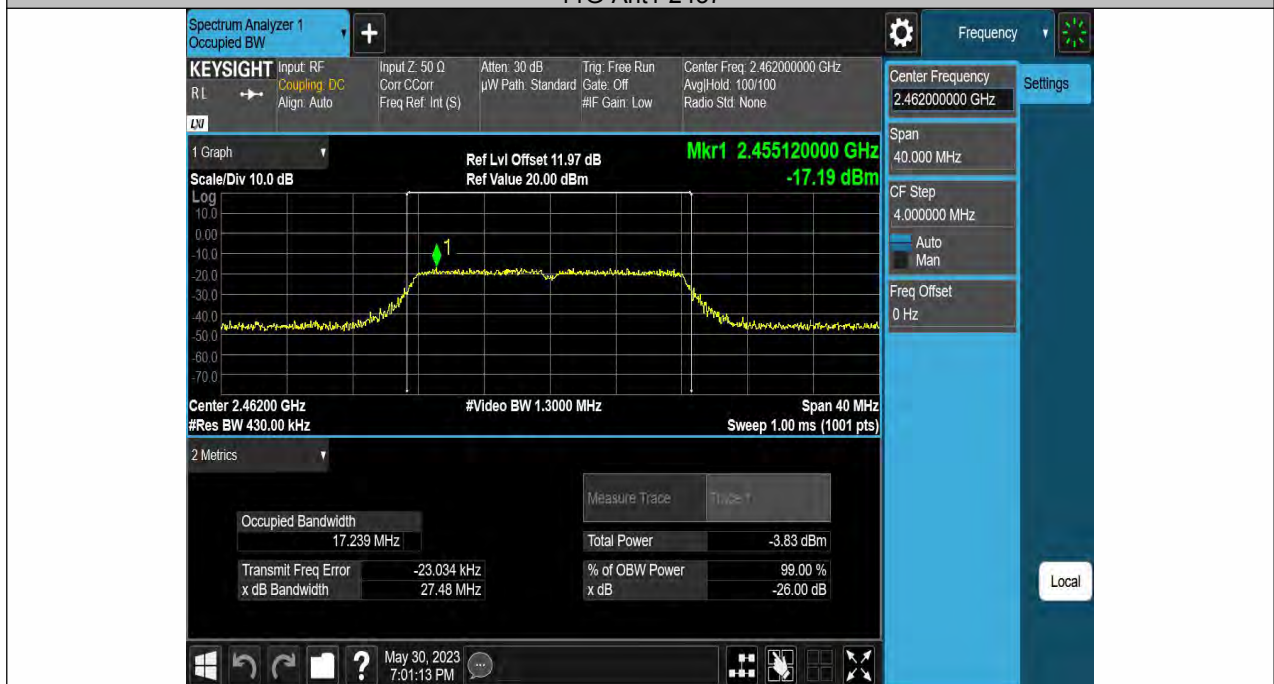 Spectrum Analyzer 1
Occupied BW
+
Frequency
KEYSIGHT
RL
LXI
Input: RF
Coupling: DC
Align: Auto
Input Z: 50 Ω
Corr CCorr
Freq Ref: Int (S)
Atten: 30 dB
µW Path: Standard
Trig: Free Run
Gate: Off
#IF Gain: Low
Center Freq: 2.462000000 GHz
Avg|Hold: 100/100
Radio Std: None
Center Frequency
2.462000000 GHz
Settings
Span
40.000 MHz
CF Step
4.000000 MHz
Auto
Man
Freq Offset
0 Hz
1 Graph
Scale/Div 10.0 dB
Ref Lvl Offset 11.97 dB
Ref Value 20.00 dBm
Mkr1 2.455120000 GHz
-17.19 dBm
Log
10.0
0.00
-10.0
-20.0
-30.0
-40.0
-50.0
-60.0
-70.0
1
Center 2.46200 GHz
#Video BW 1.3000 MHz
Span 40 MHz
#Res BW 430.00 kHz
Sweep 1.00 ms (1001 pts)
2 Metrics
Measure Trace
Trace 1
Occupied Bandwidth
17.239 MHz
Total Power
-3.83 dBm
Transmit Freq Error
-23.034 kHz
% of OBW Power
99.00 %
x dB Bandwidth
27.48 MHz
x dB
-26.00 dB
Local
?
May 30, 2023
7:01:13 PM